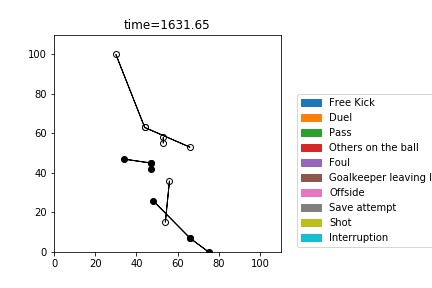 time=1631.65
100
80
60
40
20
0
0 20 40 60 80 100
Free Kick
Duel
Pass
Others on the ball
Foul
Goalkeeper leaving l
Offside
Save attempt
Shot
Interruption